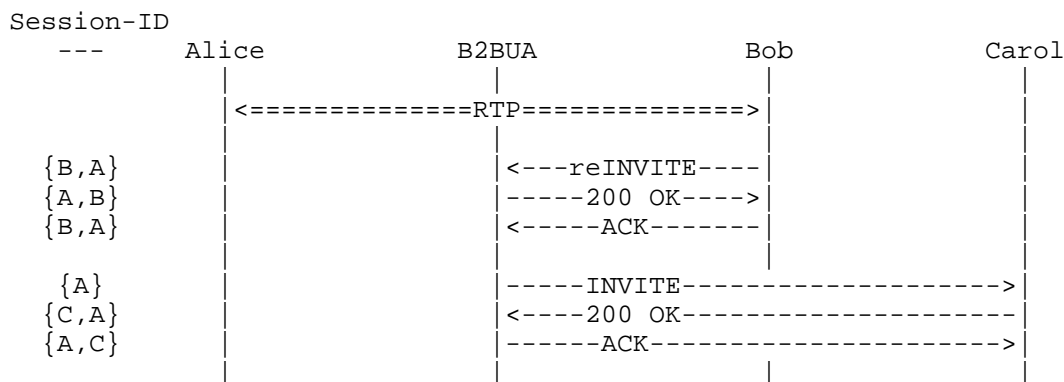 Session-ID
--- Alice B2BUA Bob Carol
|<==============RTP==============>|
{B,A} |<---reINVITE----|
{A,B} |-----200 OK---->|
{B,A} |<-----ACK-------|
{A} |-----INVITE-------------------->|
{C,A} |<----200 OK---------------------|
{A,C} |------ACK---------------------->|